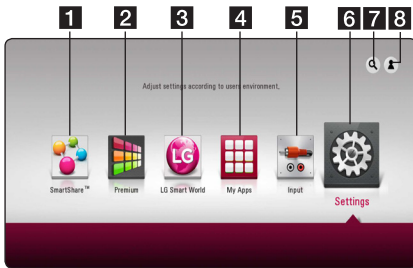 1 2 3 4 5 6 7 8
Adjust settings according to users environment.
LG
SmartShare™ Premium LG Smart World My Apps Input
Settings